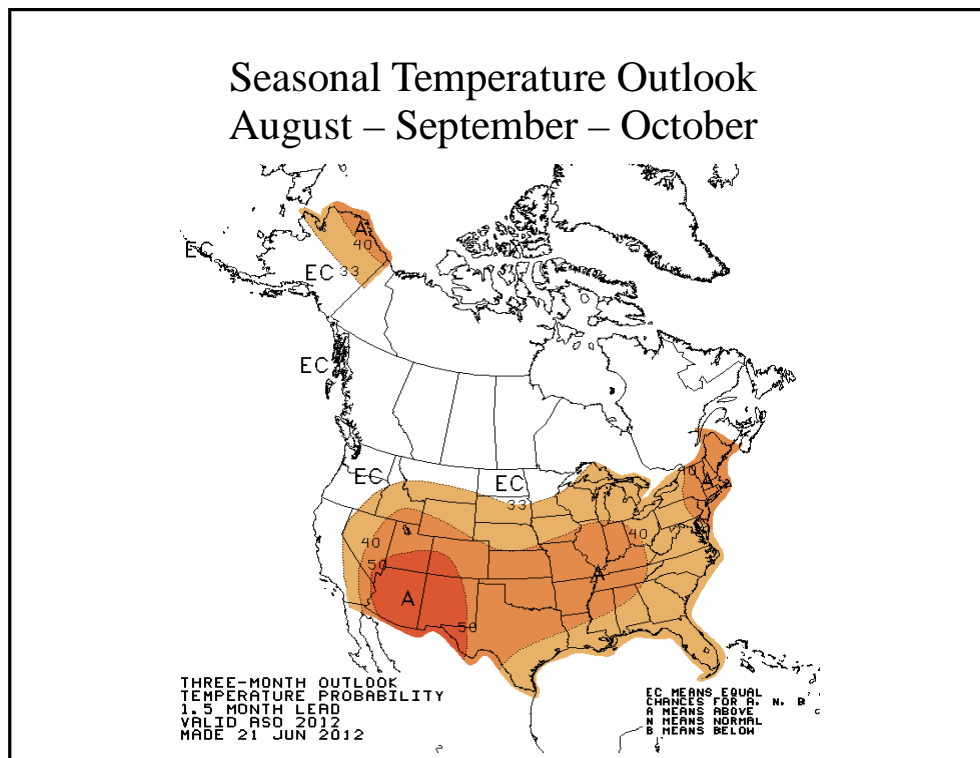 Seasonal Temperature Outlook
August – September – October
A
40
EC
EC 33
EC
EC
EC
33
40
A
40
40
50
A
A
50
THREE-MONTH OUTLOOK
TEMPERATURE PROBABILITY
1.5 MONTH LEAD
VALID ASO 2012
MADE 21 JUN 2012
EC MEANS EQUAL
CHANCES FOR A, N, B
A MEANS ABOVE
N MEANS NORMAL
B MEANS BELOW
c